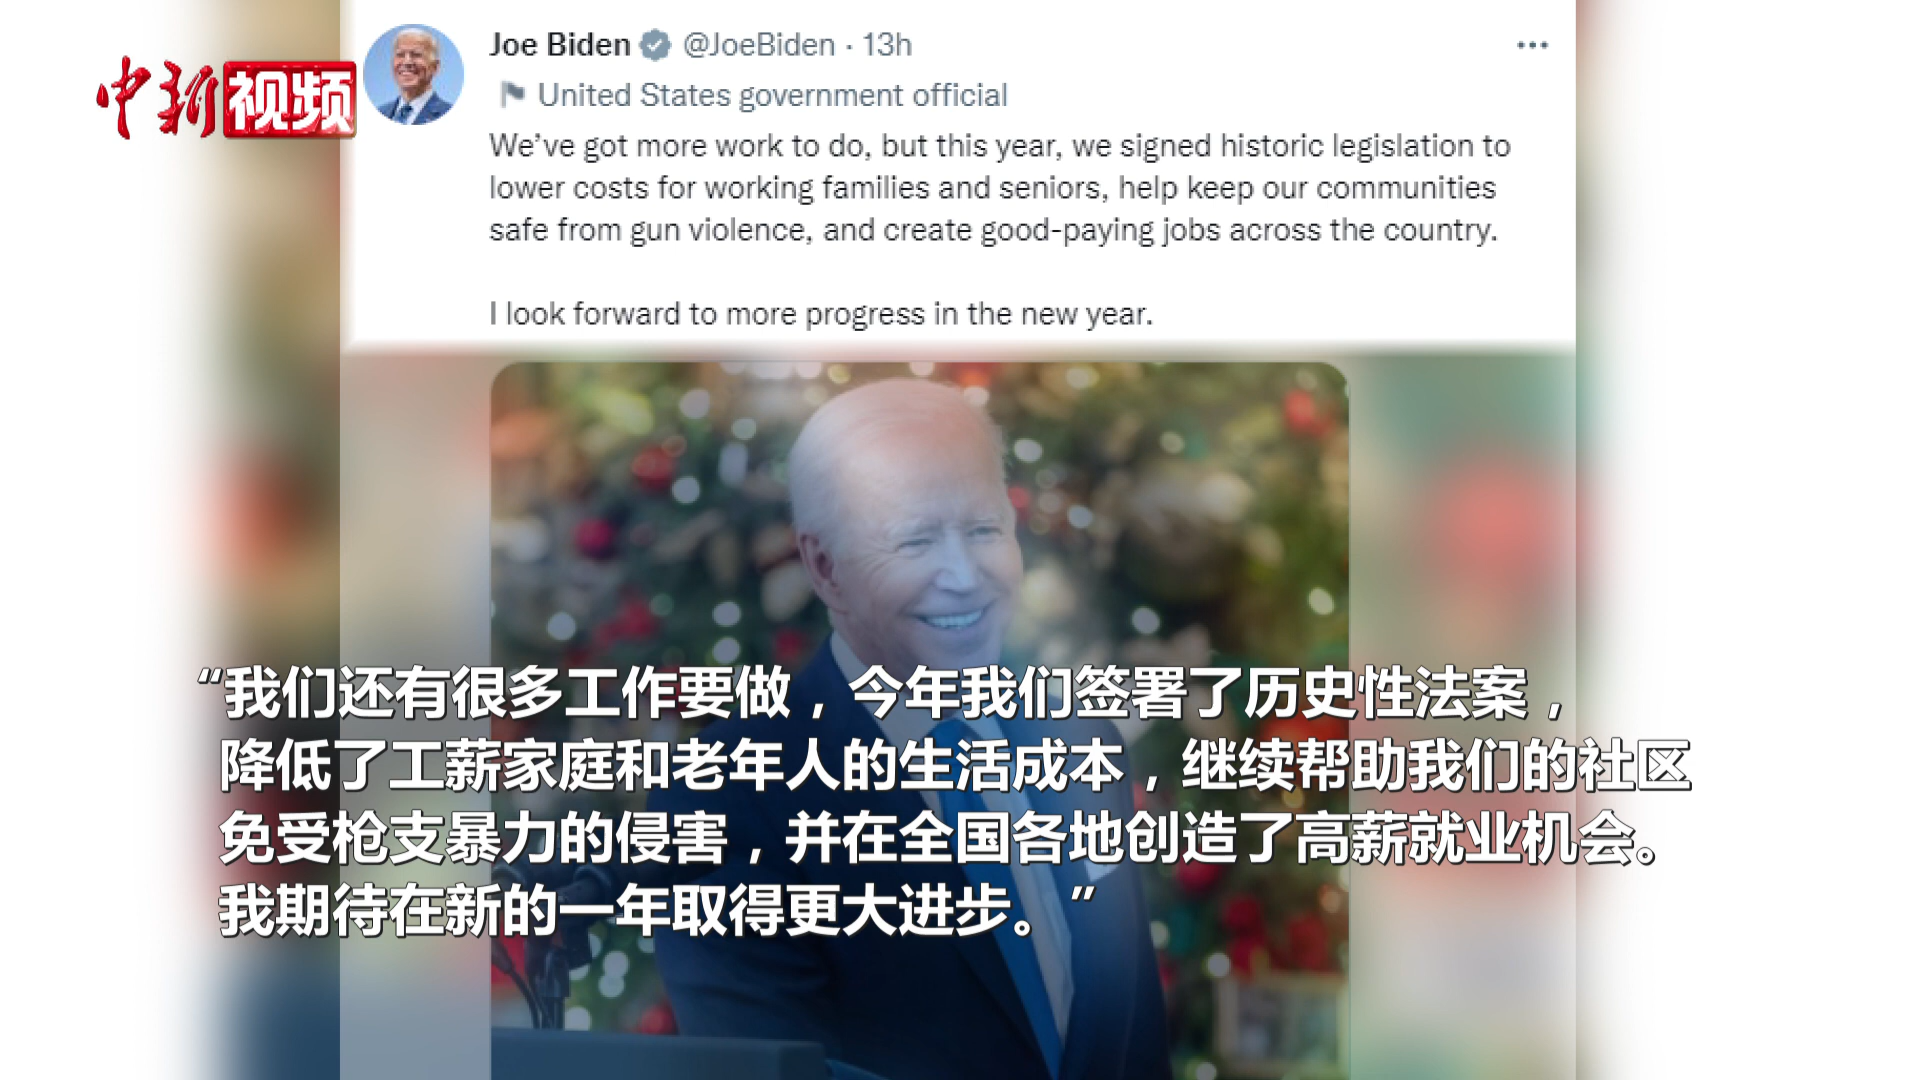 中新视频
Joe Biden @JoeBiden · 13h
United States government official
We’ve got more work to do, but this year, we signed historic legislation to
lower costs for working families and seniors, help keep our communities
safe from gun violence, and create good-paying jobs across the country.
I look forward to more progress in the new year.
“我们还有很多工作要做，今年我们签署了历史性法案，
降低了工薪家庭和老年人的生活成本，继续帮助我们的社区
免受枪支暴力的侵害，并在全国各地创造了高薪就业机会。
我期待在新的一年取得更大进步。”